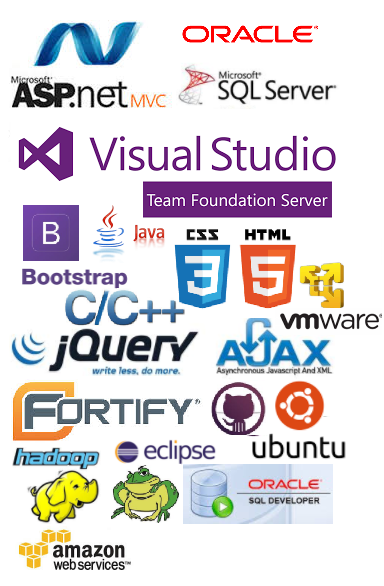 ORACLE®
Microsoft®
ASP.net MVC
Microsoft®
SQL Server®
Visual Studio
Team Foundation Server
B
Bootstrap
Java
CSS
3
HTML
5
C/C++
vmware®
jQuery
write less, do more.
AJAX
Asynchronous Javascript And XML
FORTIFY®
hadoop
eclipse
ubuntu
ORACLE
SQL DEVELOPER
amazon
web services™